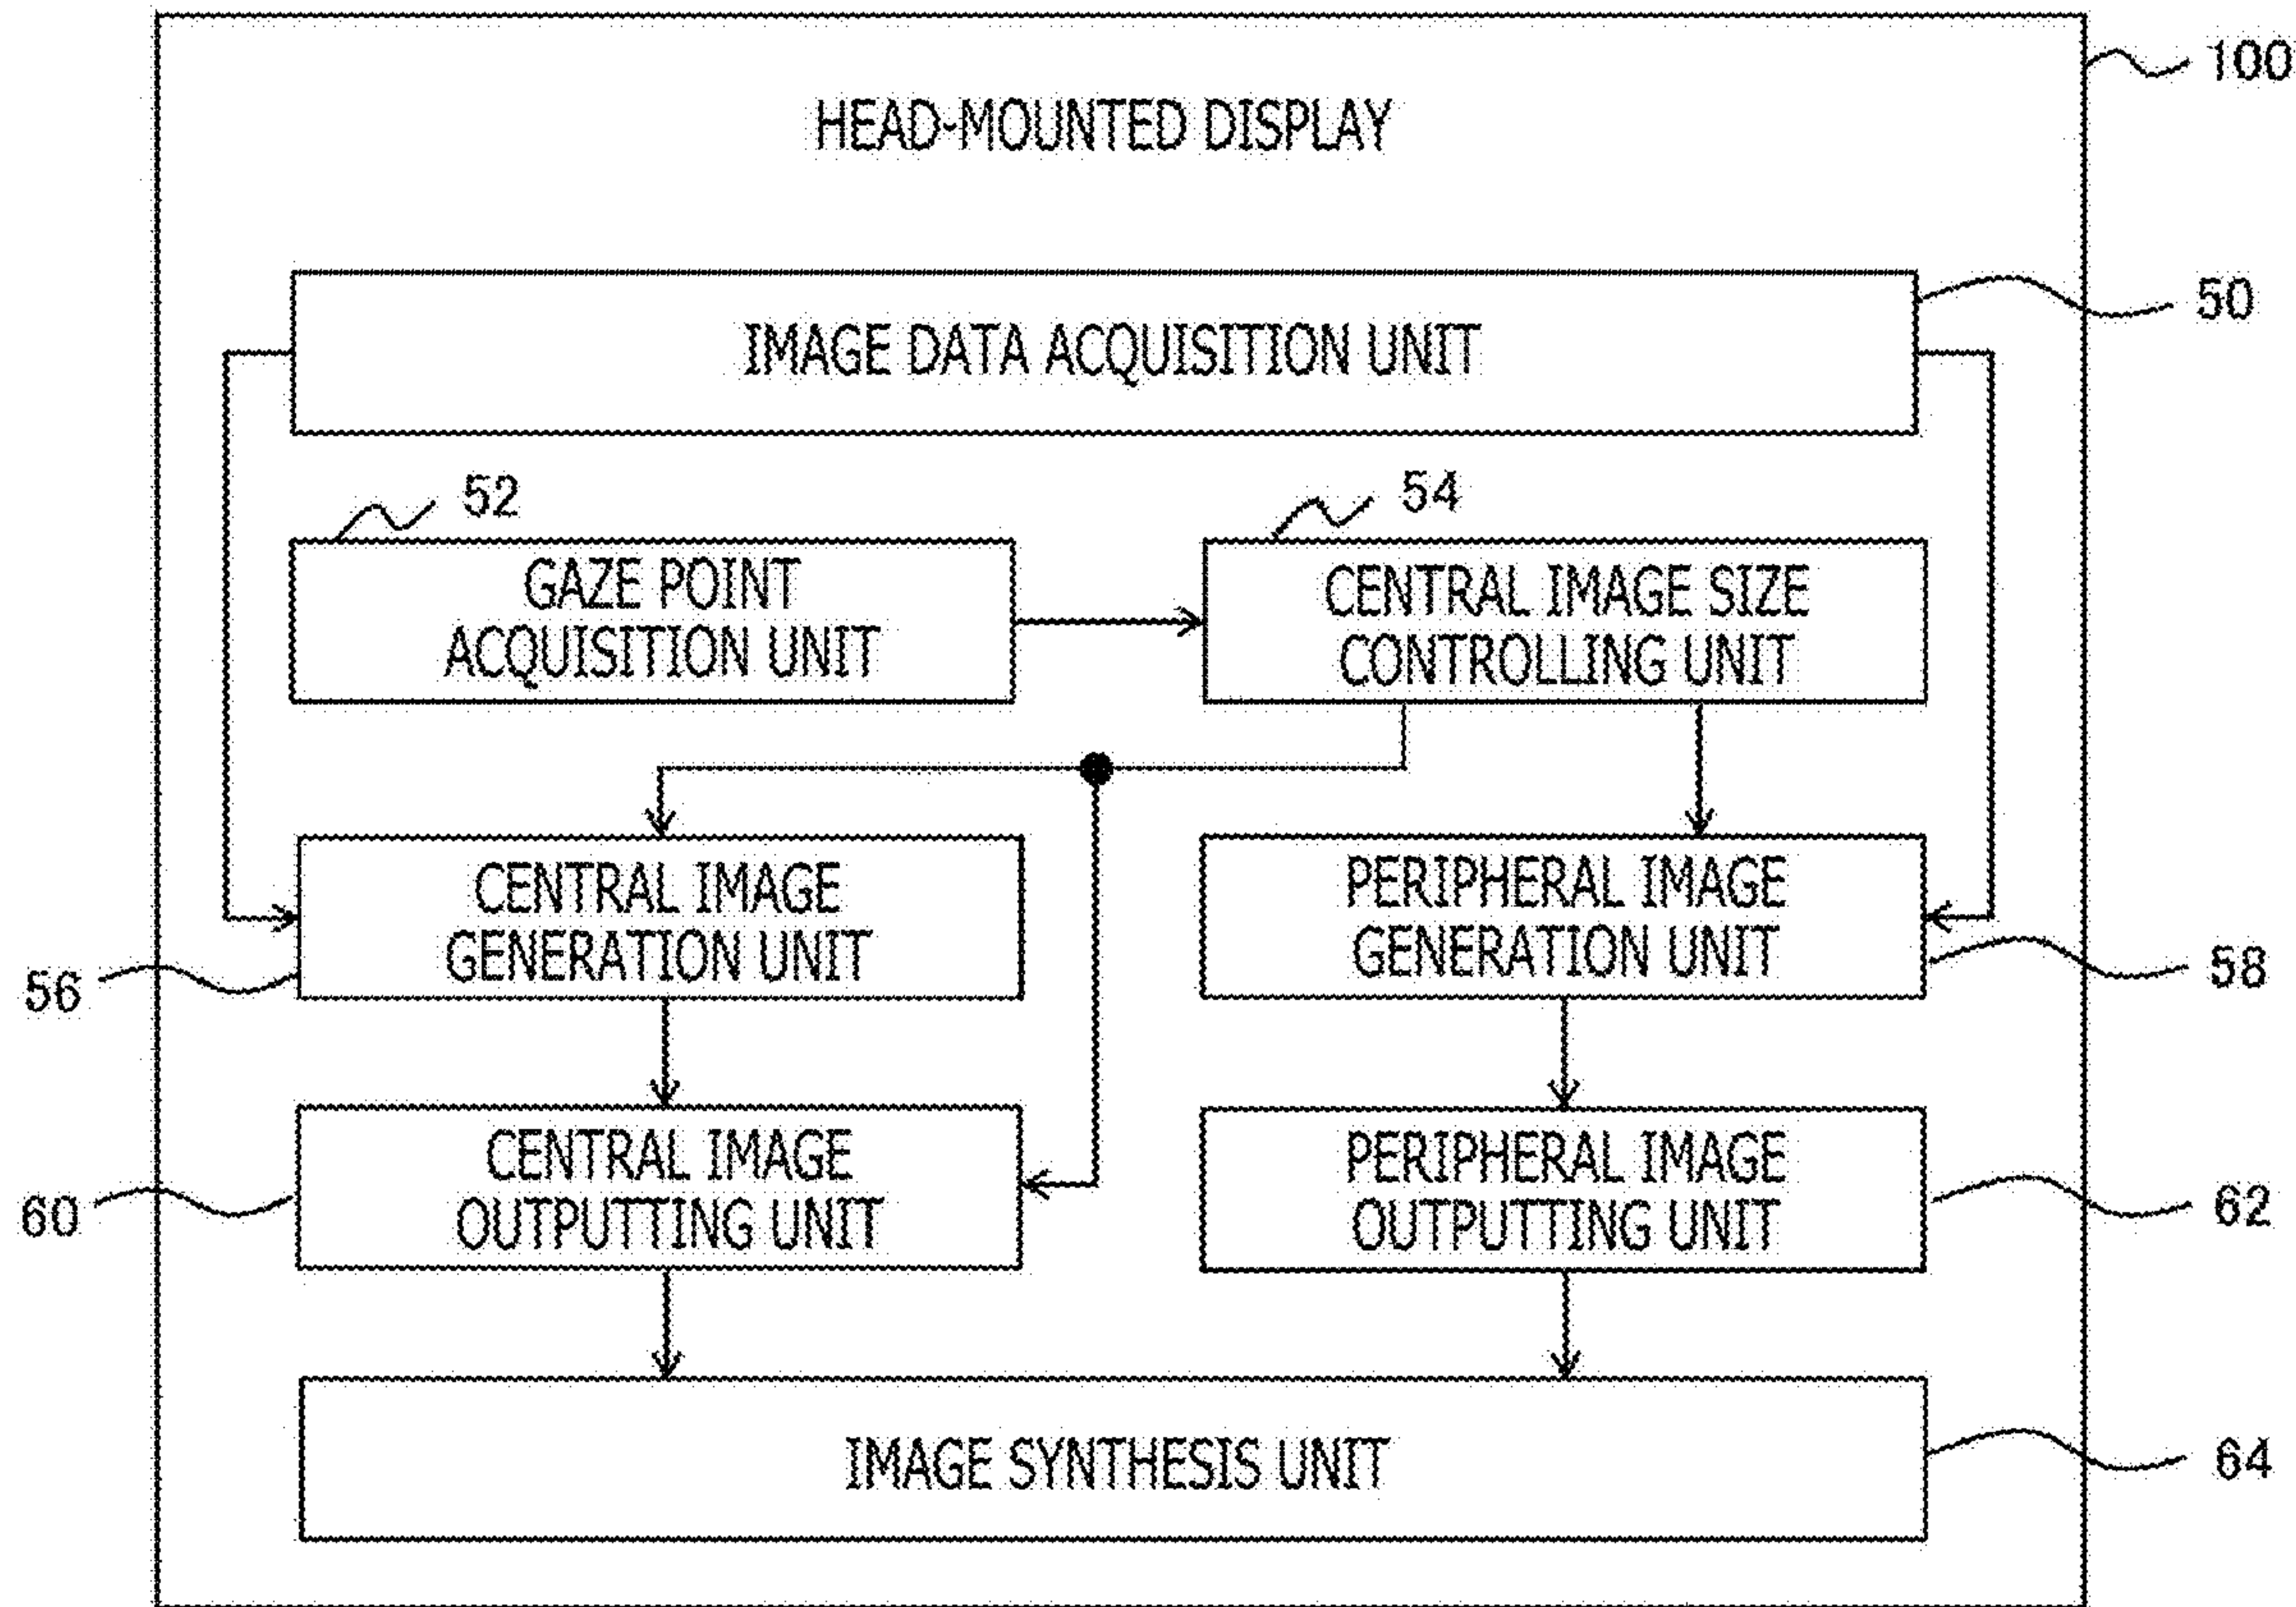 100
HEAD-MOUNTED DISPLAY
50
IMAGE DATA ACQUISITION UNIT
52
54
GAZE POINT
ACQUISITION UNIT
CENTRAL IMAGE SIZE
CONTROLLING UNIT
CENTRAL IMAGE
GENERATION UNIT
56
PERIPHERAL IMAGE
GENERATION UNIT
58
CENTRAL IMAGE
OUTPUTTING UNIT
60
PERIPHERAL IMAGE
OUTPUTTING UNIT
62
IMAGE SYNTHESIS UNIT
64